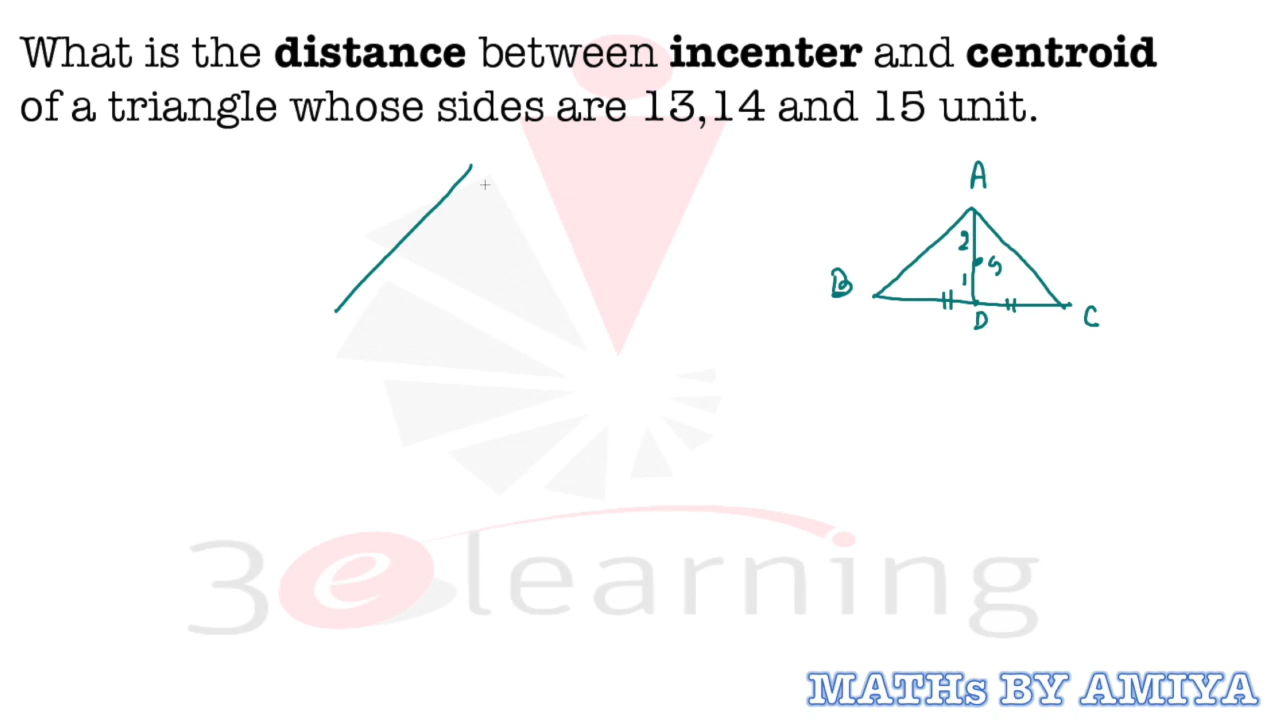 What is the distance between incenter and centroid
of a triangle whose sides are 13,14 and 15 unit.
A
2
B
G
1
D
C
3elearning
MATHs BY AMIYA